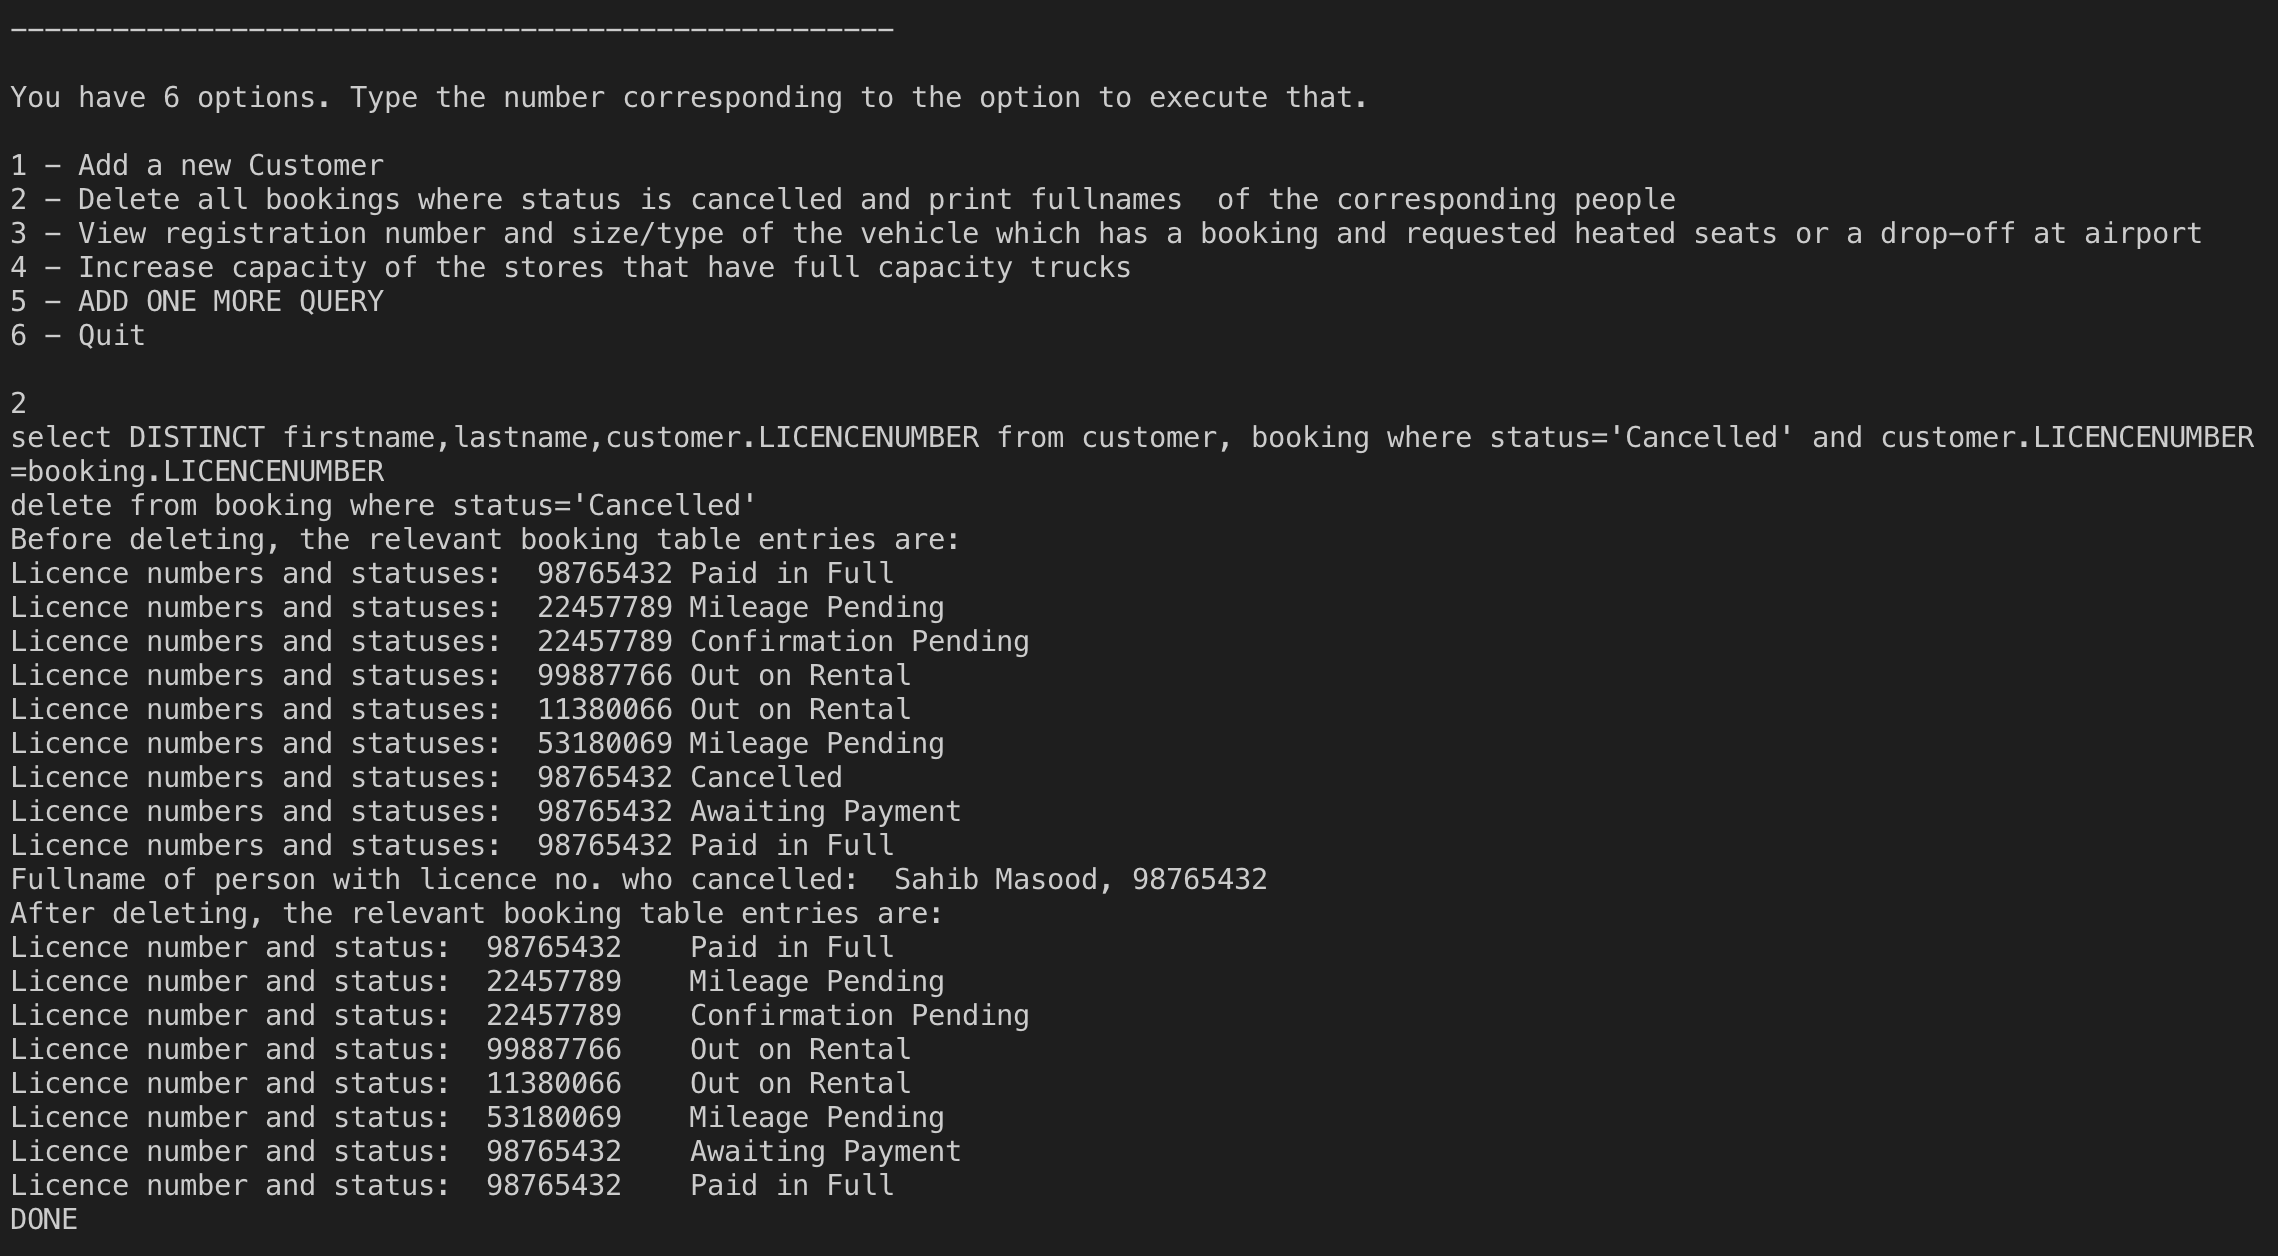 ----------------------------------------------------
You have 6 options. Type the number corresponding to the option to execute that.
1 - Add a new Customer
2 - Delete all bookings where status is cancelled and print fullnames  of the corresponding people
3 - View registration number and size/type of the vehicle which has a booking and requested heated seats or a drop-off at airport
4 - Increase capacity of the stores that have full capacity trucks
5 - ADD ONE MORE QUERY
6 - Quit
2
select DISTINCT firstname,lastname,customer.LICENCENUMBER from customer, booking where status='Cancelled' and customer.LICENCENUMBER
=booking.LICENCENUMBER
delete from booking where status='Cancelled'
Before deleting, the relevant booking table entries are:
Licence numbers and statuses:  98765432 Paid in Full
Licence numbers and statuses:  22457789 Mileage Pending
Licence numbers and statuses:  22457789 Confirmation Pending
Licence numbers and statuses:  99887766 Out on Rental
Licence numbers and statuses:  11380066 Out on Rental
Licence numbers and statuses:  53180069 Mileage Pending
Licence numbers and statuses:  98765432 Cancelled
Licence numbers and statuses:  98765432 Awaiting Payment
Licence numbers and statuses:  98765432 Paid in Full
Fullname of person with licence no. who cancelled:  Sahib Masood, 98765432
After deleting, the relevant booking table entries are:
Licence number and status:  98765432    Paid in Full
Licence number and status:  22457789    Mileage Pending
Licence number and status:  22457789    Confirmation Pending
Licence number and status:  99887766    Out on Rental
Licence number and status:  11380066    Out on Rental
Licence number and status:  53180069    Mileage Pending
Licence number and status:  98765432    Awaiting Payment
Licence number and status:  98765432    Paid in Full
DONE